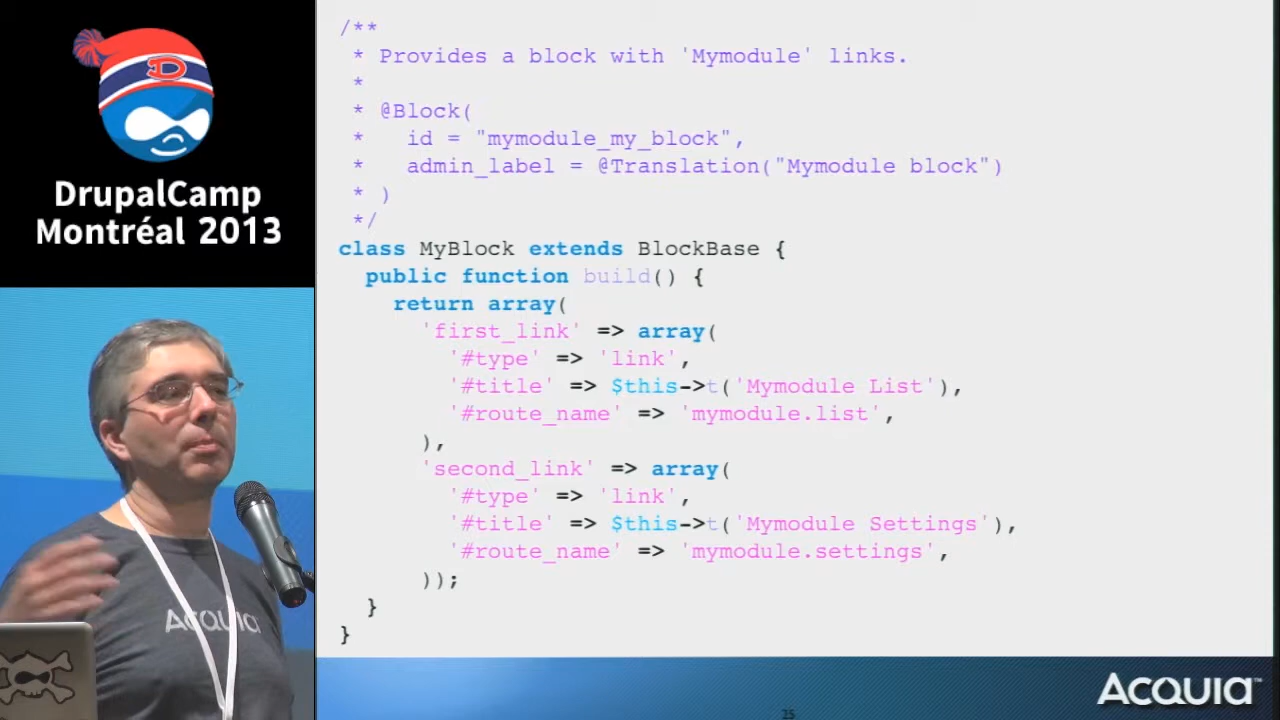 DrupalCamp
Montréal 2013
/**
 * Provides a block with 'Mymodule' links.
 *
 * @Block(
 *   id = "mymodule_my_block",
 *   admin_label = @Translation("Mymodule block")
 * )
 */
class MyBlock extends BlockBase {
  public function build() {
    return array(
      'first_link' => array(
        '#type' => 'link',
        '#title' => $this->t('Mymodule List'),
        '#route_name' => 'mymodule.list',
      ),
      'second_link' => array(
        '#type' => 'link',
        '#title' => $this->t('Mymodule Settings'),
        '#route_name' => 'mymodule.settings',
      ));
  }
}
ACQUIA
25
ACQUIA™